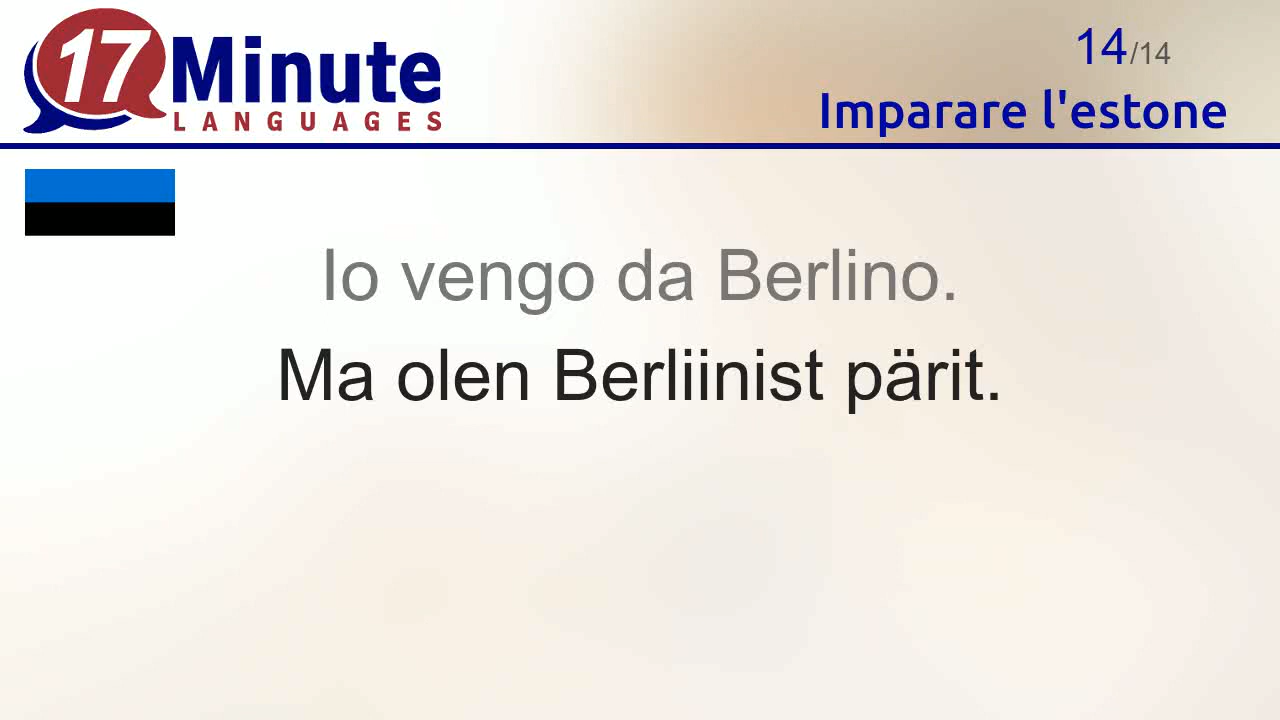 17 Minute
LANGUAGES
14/14
Imparare l'estone
Io vengo da Berlino.
Ma olen Berliinist pärit.